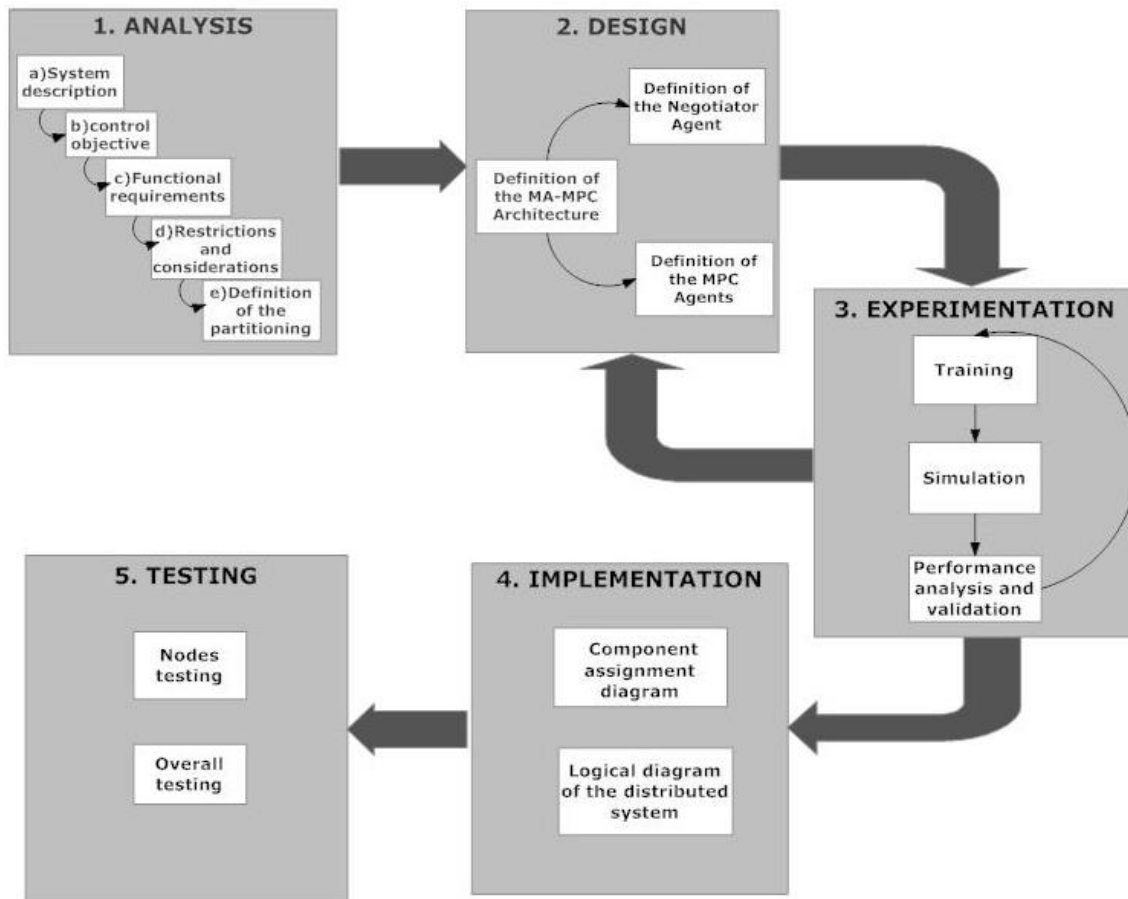 1. ANALYSIS
a)System
description
b)control
objective
c)Functional
requirements
d)Restrictions
and
considerations
e)Definition
of the
partitioning
2. DESIGN
Definition of
the Negotiator
Agent
Definition of
the MA-MPC
Architecture
Definition of
the MPC
Agents
3. EXPERIMENTATION
Training
Simulation
Performance
analysis and
validation
5. TESTING
Nodes
testing
Overall
testing
4. IMPLEMENTATION
Component
assignment
diagram
Logical diagram
of the distributed
system